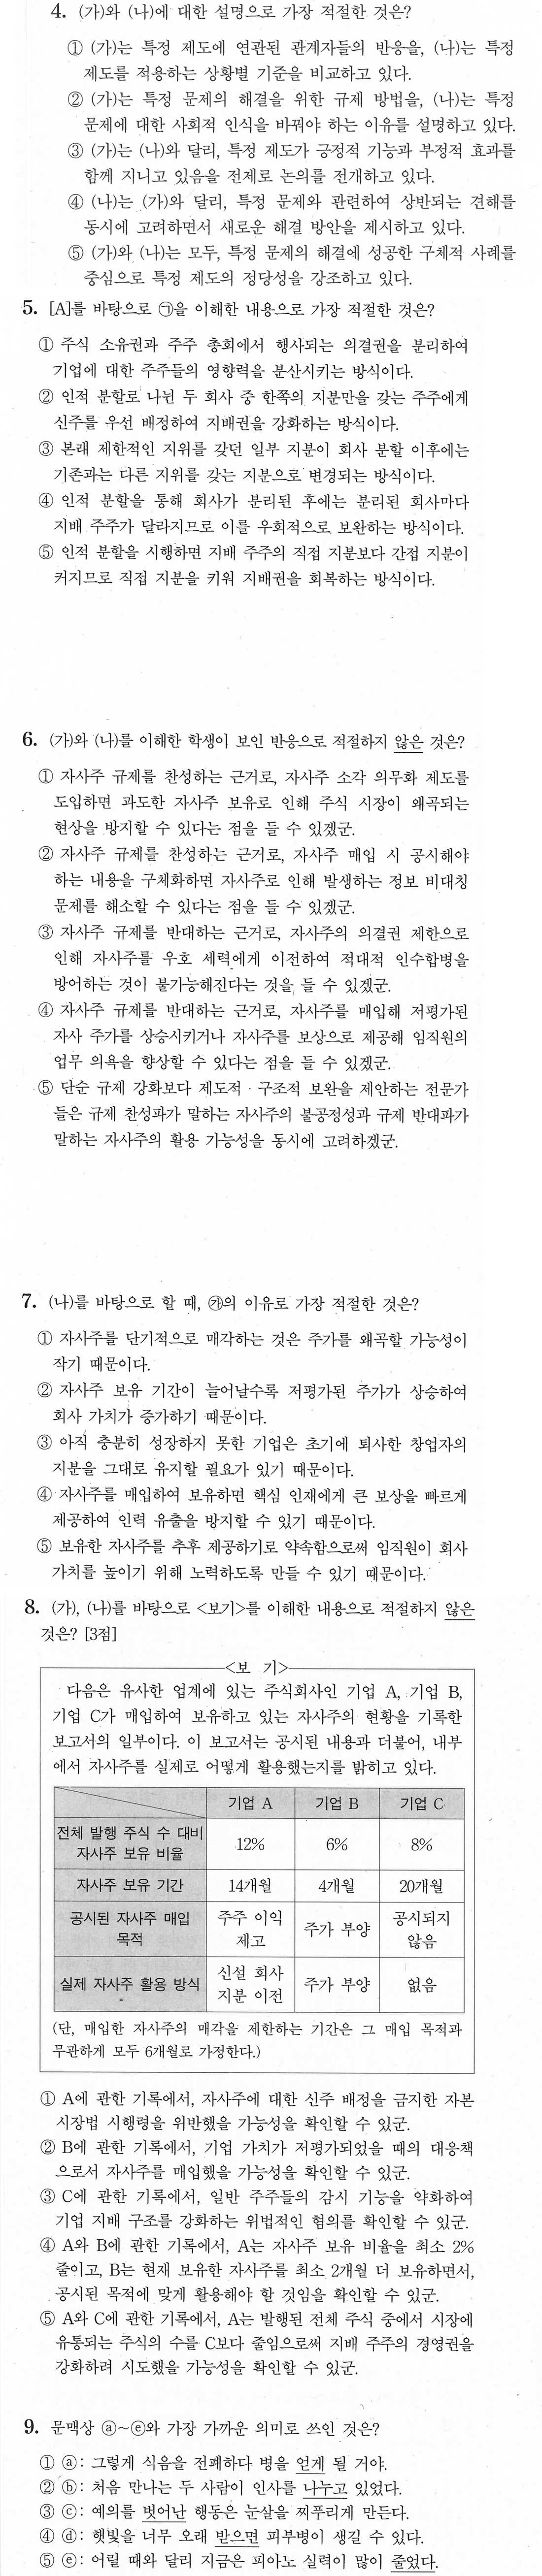 4. (가)와 (나)에 대한 설명으로 가장 적절한 것은?
① (가)는 특정 제도에 연관된 관계자들의 반응을, (나)는 특정
제도를 적용하는 상황별 기준을 비교하고 있다.
② (가)는 특정 문제의 해결을 위한 규제 방법을, (나)는 특정
문제에 대한 사회적 인식을 바꿔야 하는 이유를 설명하고 있다.
③ (가)는 (나)와 달리, 특정 제도가 긍정적 기능과 부정적 효과를
함께 지니고 있음을 전제로 논의를 전개하고 있다.
④ (나)는 (가)와 달리, 특정 문제와 관련하여 상반되는 견해를
동시에 고려하면서 새로운 해결 방안을 제시하고 있다.
⑤ (가)와 (나)는 모두, 특정 문제의 해결에 성공한 구체적 사례를
중심으로 특정 제도의 정당성을 강조하고 있다.
5. [A]를 바탕으로 ㉠을 이해한 내용으로 가장 적절한 것은?
① 주식 소유권과 주주 총회에서 행사되는 의결권을 분리하여
기업에 대한 주주들의 영향력을 분산시키는 방식이다.
② 인적 분할로 나뉜 두 회사 중 한쪽의 지분만을 갖는 주주에게
신주를 우선 배정하여 지배권을 강화하는 방식이다.
③ 본래 제한적인 지위를 갖던 일부 지분이 회사 분할 이후에는
기존과는 다른 지위를 갖는 지분으로 변경되는 방식이다.
④ 인적 분할을 통해 회사가 분리된 후에는 분리된 회사마다
지배 주주가 달라지므로 이를 우회적으로 보완하는 방식이다.
⑤ 인적 분할을 시행하면 지배 주주의 직접 지분보다 간접 지분이
커지므로 직접 지분을 키워 지배권을 회복하는 방식이다.
6. (가)와 (나)를 이해한 학생이 보인 반응으로 적절하지 않은 것은?
① 자사주 규제를 찬성하는 근거로, 자사주 소각 의무화 제도를
도입하면 과도한 자사주 보유로 인해 주식 시장이 왜곡되는
현상을 방지할 수 있다는 점을 들 수 있겠군.
② 자사주 규제를 찬성하는 근거로, 자사주 매입 시 공시해야
하는 내용을 구체화하면 자사주로 인해 발생하는 정보 비대칭
문제를 해소할 수 있다는 점을 들 수 있겠군.
③ 자사주 규제를 반대하는 근거로, 자사주의 의결권 제한으로
인해 자사주를 우호 세력에게 이전하여 적대적 인수합병을
방어하는 것이 불가능해진다는 것을 들 수 있겠군.
④ 자사주 규제를 반대하는 근거로, 자사주를 매입해 저평가된
자사 주가를 상승시키거나 자사주를 보상으로 제공해 임직원의
업무 의욕을 향상할 수 있다는 점을 들 수 있겠군.
⑤ 단순 규제 강화보다 제도적·구조적 보완을 제안하는 전문가
들은 규제 찬성파가 말하는 자사주의 불공정성과 규제 반대파가
말하는 자사주의 활용 가능성을 동시에 고려하겠군.
7. (나)를 바탕으로 할 때, ㉮의 이유로 가장 적절한 것은?
① 자사주를 단기적으로 매각하는 것은 주가를 왜곡할 가능성이
작기 때문이다.
② 자사주 보유 기간이 늘어날수록 저평가된 주가가 상승하여
회사 가치가 증가하기 때문이다.
③ 아직 충분히 성장하지 못한 기업은 초기에 퇴사한 창업자의
지분을 그대로 유지할 필요가 있기 때문이다.
④ 자사주를 매입하여 보유하면 핵심 인재에게 큰 보상을 빠르게
제공하여 인력 유출을 방지할 수 있기 때문이다.
⑤ 보유한 자사주를 추후 제공하기로 약속함으로써 임직원이 회사
가치를 높이기 위해 노력하도록 만들 수 있기 때문이다.
8. (가), (나)를 바탕으로 <보기>를 이해한 내용으로 적절하지 않은
것은? [3점]
<보 기>
다음은 유사한 업계에 있는 주식회사인 기업 A, 기업 B,
기업 C가 매입하여 보유하고 있는 자사주의 현황을 기록한
보고서의 일부이다. 이 보고서는 공시된 내용과 더불어, 내부
에서 자사주를 실제로 어떻게 활용했는지를 밝히고 있다.
기업 A 기업 B 기업 C
전체 발행 주식 수 대비
자사주 보유 비율 12% 6% 8%
자사주 보유 기간 14개월 4개월 20개월
공시된 자사주 매입 목적 주주 이익 제고 주가 부양 공시되지 않음
실제 자사주 활용 방식 신설 회사 지분 이전 주가 부양 없음
(단, 매입한 자사주의 매각을 제한하는 기간은 그 매입 목적과
무관하게 모두 6개월로 가정한다.)
① A에 관한 기록에서, 자사주에 대한 신주 배정을 금지한 자본
시장법 시행령을 위반했을 가능성을 확인할 수 있군.
② B에 관한 기록에서, 기업 가치가 저평가되었을 때의 대응책
으로서 자사주를 매입했을 가능성을 확인할 수 있군.
③ C에 관한 기록에서, 일반 주주들의 감시 기능을 약화하여
기업 지배 구조를 강화하는 위법적인 혐의를 확인할 수 있군.
④ A와 B에 관한 기록에서, A는 자사주 보유 비율을 최소 2%
줄이고, B는 현재 보유한 자사주를 최소 2개월 더 보유하면서,
공시된 목적에 맞게 활용해야 할 것임을 확인할 수 있군.
⑤ A와 C에 관한 기록에서, A는 발행된 전체 주식 중에서 시장에
유통되는 주식의 수를 C보다 줄임으로써 지배 주주의 경영권을
강화하려 시도했을 가능성을 확인할 수 있군.
9. 문맥상 ⓐ~ⓔ와 가장 가까운 의미로 쓰인 것은?
① ⓐ: 그렇게 식음을 전폐하다 병을 얻게 될 거야.
② ⓑ: 처음 만나는 두 사람이 인사를 나누고 있었다.
③ ⓒ: 예의를 벗어난 행동은 눈살을 찌푸리게 만든다.
④ ⓓ: 햇빛을 너무 오래 받으면 피부병이 생길 수 있다.
⑤ ⓔ: 어릴 때와 달리 지금은 피아노 실력이 많이 줄었다.